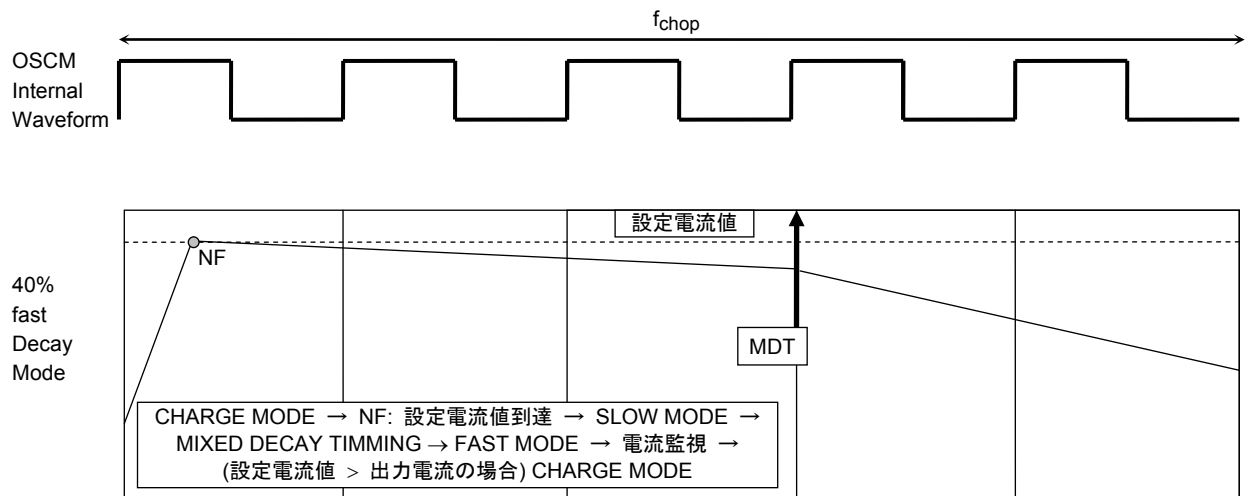 fchop
OSCM
Internal
Waveform
設定電流値
NF
40%
fast
Decay
Mode
MDT
CHARGE MODE → NF: 設定電流値到達 → SLOW MODE →
MIXED DECAY TIMMING → FAST MODE → 電流監視 →
(設定電流値 > 出力電流の場合) CHARGE MODE